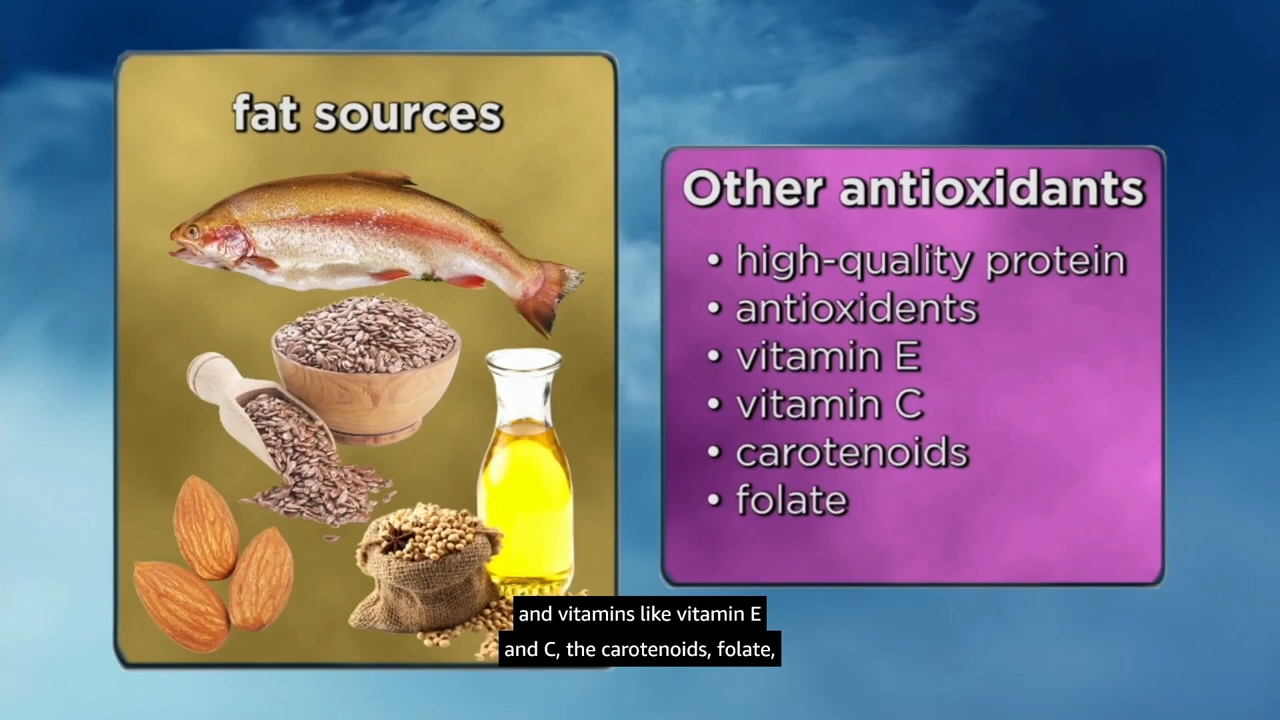 fat sources
Other antioxidants
• high-quality protein
• antioxidents
• vitamin E
• vitamin C
• carotenoids
• folate
and vitamins like vitamin E
and C, the carotenoids, folate,